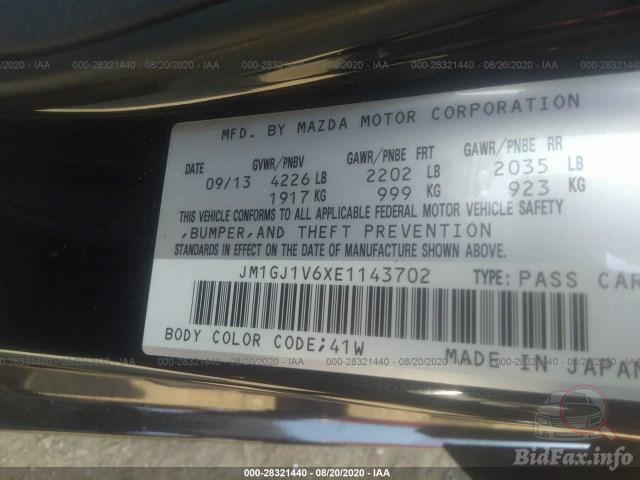 000-28321440 - 08/20/2020 - IAA
MFD. BY MAZDA MOTOR CORPORATION
DATE GVWR/PNBV GAWR/PNBE FRT GAWR/PNBE RR
09/13 4226 LB 2202 LB 2035 LB
1917 KG 999 KG 923 KG
THIS VEHICLE CONFORMS TO ALL APPLICABLE FEDERAL MOTOR VEHICLE SAFETY
,BUMPER,AND THEFT PREVENTION
STANDARDS IN EFFECT ON THE DATE OF MANUFACTURE SHOWN ABOVE.
JM1GJ1V6XE1143702 TYPE: PASS CAR
BODY COLOR CODE;41W
MADE IN JAPAN
000-28321440 - 08/20/2020 - IAA
BidFax.info